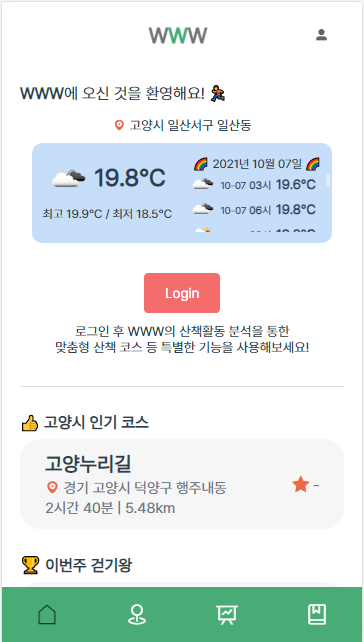 WWW
WWW에 오신 것을 환영해요! 🏃
고양시 일산서구 일산동
19.8°C
최고 19.9°C / 최저 18.5°C
🌈 2021년 10월 07일 🌈
10-07 03시 19.6°C
10-07 06시 19.8°C
Login
로그인 후 WWW의 산책활동 분석을 통한
맞춤형 산책 코스 등 특별한 기능을 사용해보세요!
👍 고양시 인기 코스
고양누리길
경기 고양시 덕양구 행주내동
★ -
2시간 40분 | 5.48km
🏆 이번주 걷기왕